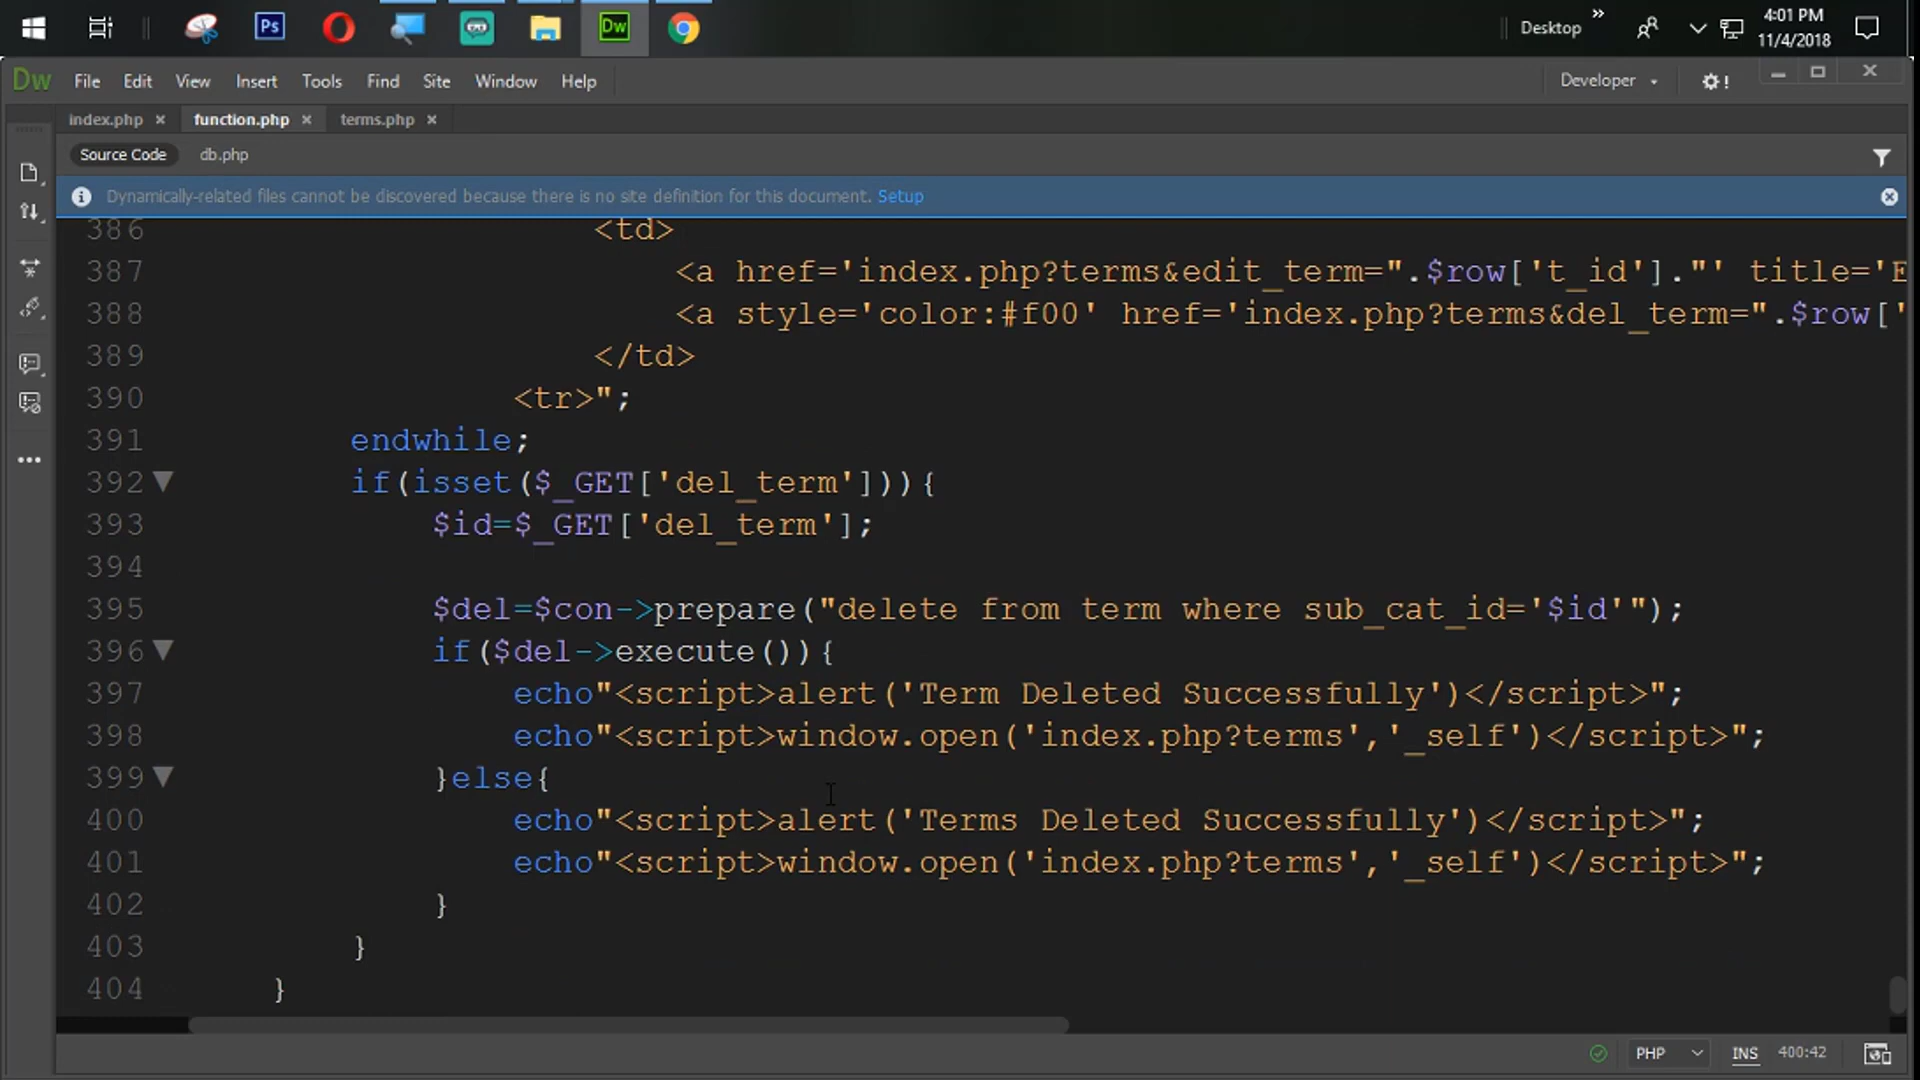 Ps
Dw
Desktop
»
4:01 PM
11/4/2018
Dw File Edit View Insert Tools Find Site Window Help
Developer
index.php × function.php × terms.php ×
Source Code db.php
Dynamically-related files cannot be discovered because there is no site definition for this document. Setup
386 <td>
387 <a href='index.php?terms&edit_term=".$row['t_id']."' title='E
388 <a style='color:#f00' href='index.php?terms&del_term=".$row['
389 </td>
390 <tr>";
391 endwhile;
392 if(isset($_GET['del_term'])){
393 $id=$_GET['del_term'];
394
395 $del=$con->prepare("delete from term where sub_cat_id='$id'");
396 if($del->execute()){
397 echo"<script>alert('Term Deleted Successfully')</script>";
398 echo"<script>window.open('index.php?terms','_self')</script>";
399 }else{
400 echo"<script>alert('Terms Deleted Successfully')</script>";
401 echo"<script>window.open('index.php?terms','_self')</script>";
402 }
403 }
404 }
PHP INS 400:42